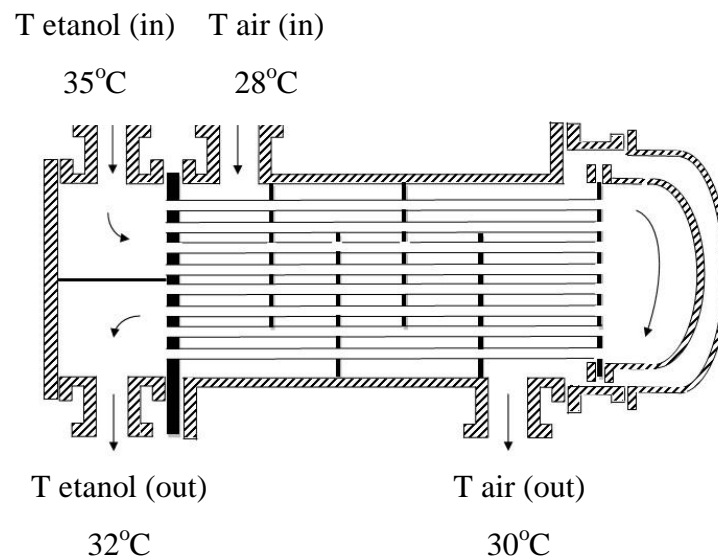 T etanol (in) T air (in)
35°C 28°C
T etanol (out) T air (out)
32°C 30°C